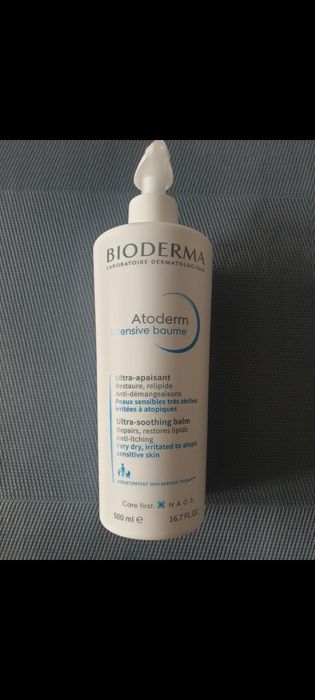 BIODERMA
LABORATOIRE DERMATOLOGIQUE
Atoderm
Intensive baume
Ultra-apaisant
Restaure, relipide
Anti-démangeaisons
Peaux sensibles très sèches
irritées à atopiques
Ultra-soothing balm
Repairs, restores lipids
Anti-itching
Very dry, irritated to atopic
sensitive skin
SKIN BARRIER
Care first. NAOS
500 ml e 16.7 FL.OZ.